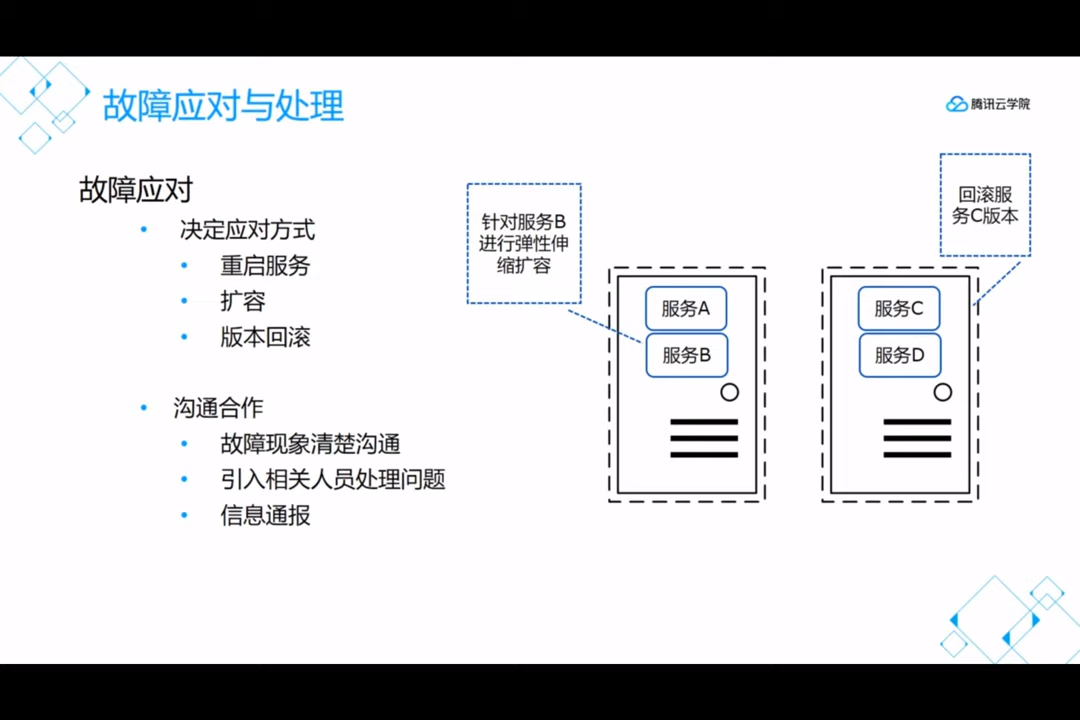 故障应对与处理
腾讯云学院
故障应对
• 决定应对方式
• 重启服务
• 扩容
• 版本回滚
• 沟通合作
• 故障现象清楚沟通
• 引入相关人员处理问题
• 信息通报
针对服务B
进行弹性伸
缩扩容
服务A
服务B
回滚服
务C版本
服务C
服务D